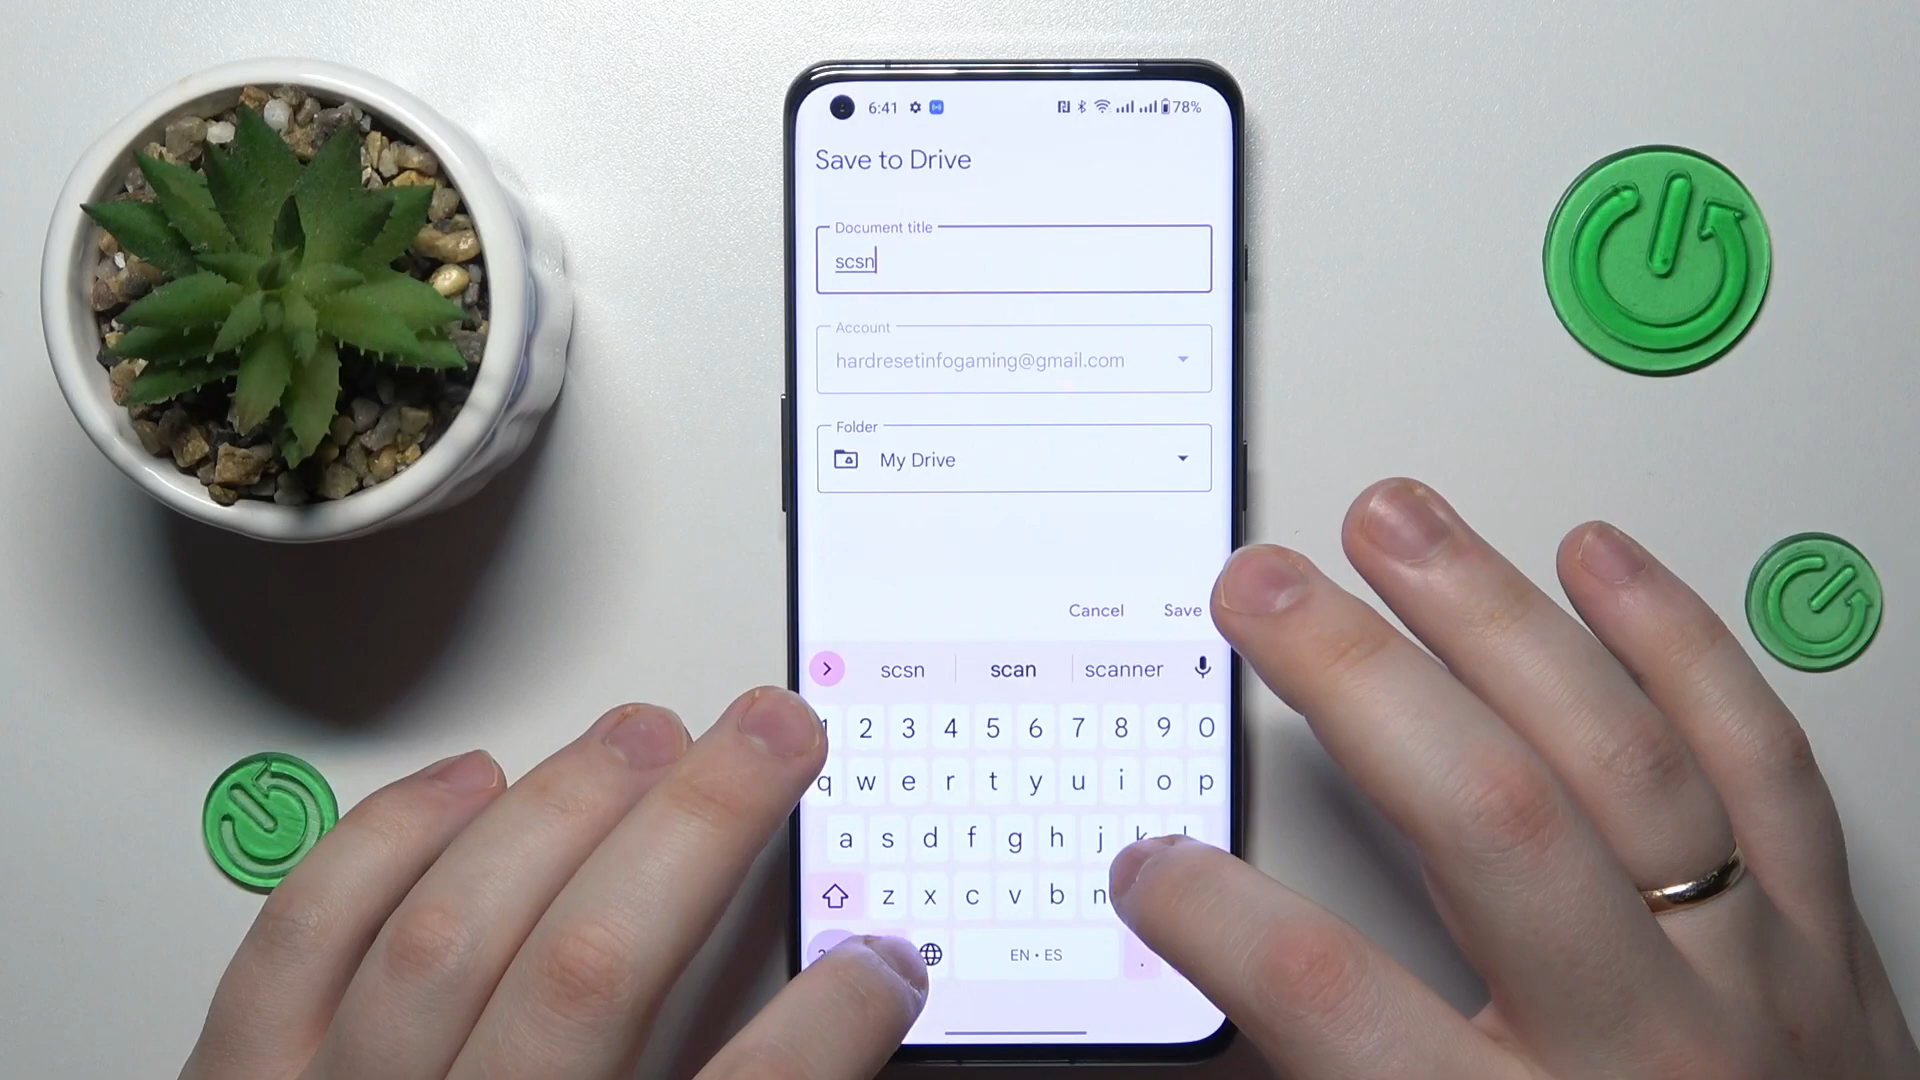 6:41 78%
Save to Drive
Document title
scsn
Account
hardresetinfogaming@gmail.com
Folder
My Drive
Cancel Save
scsn scan scanner
1 2 3 4 5 6 7 8 9 0
q w e r t y u i o p
a s d f g h j k l
z x c v b n
EN • ES .